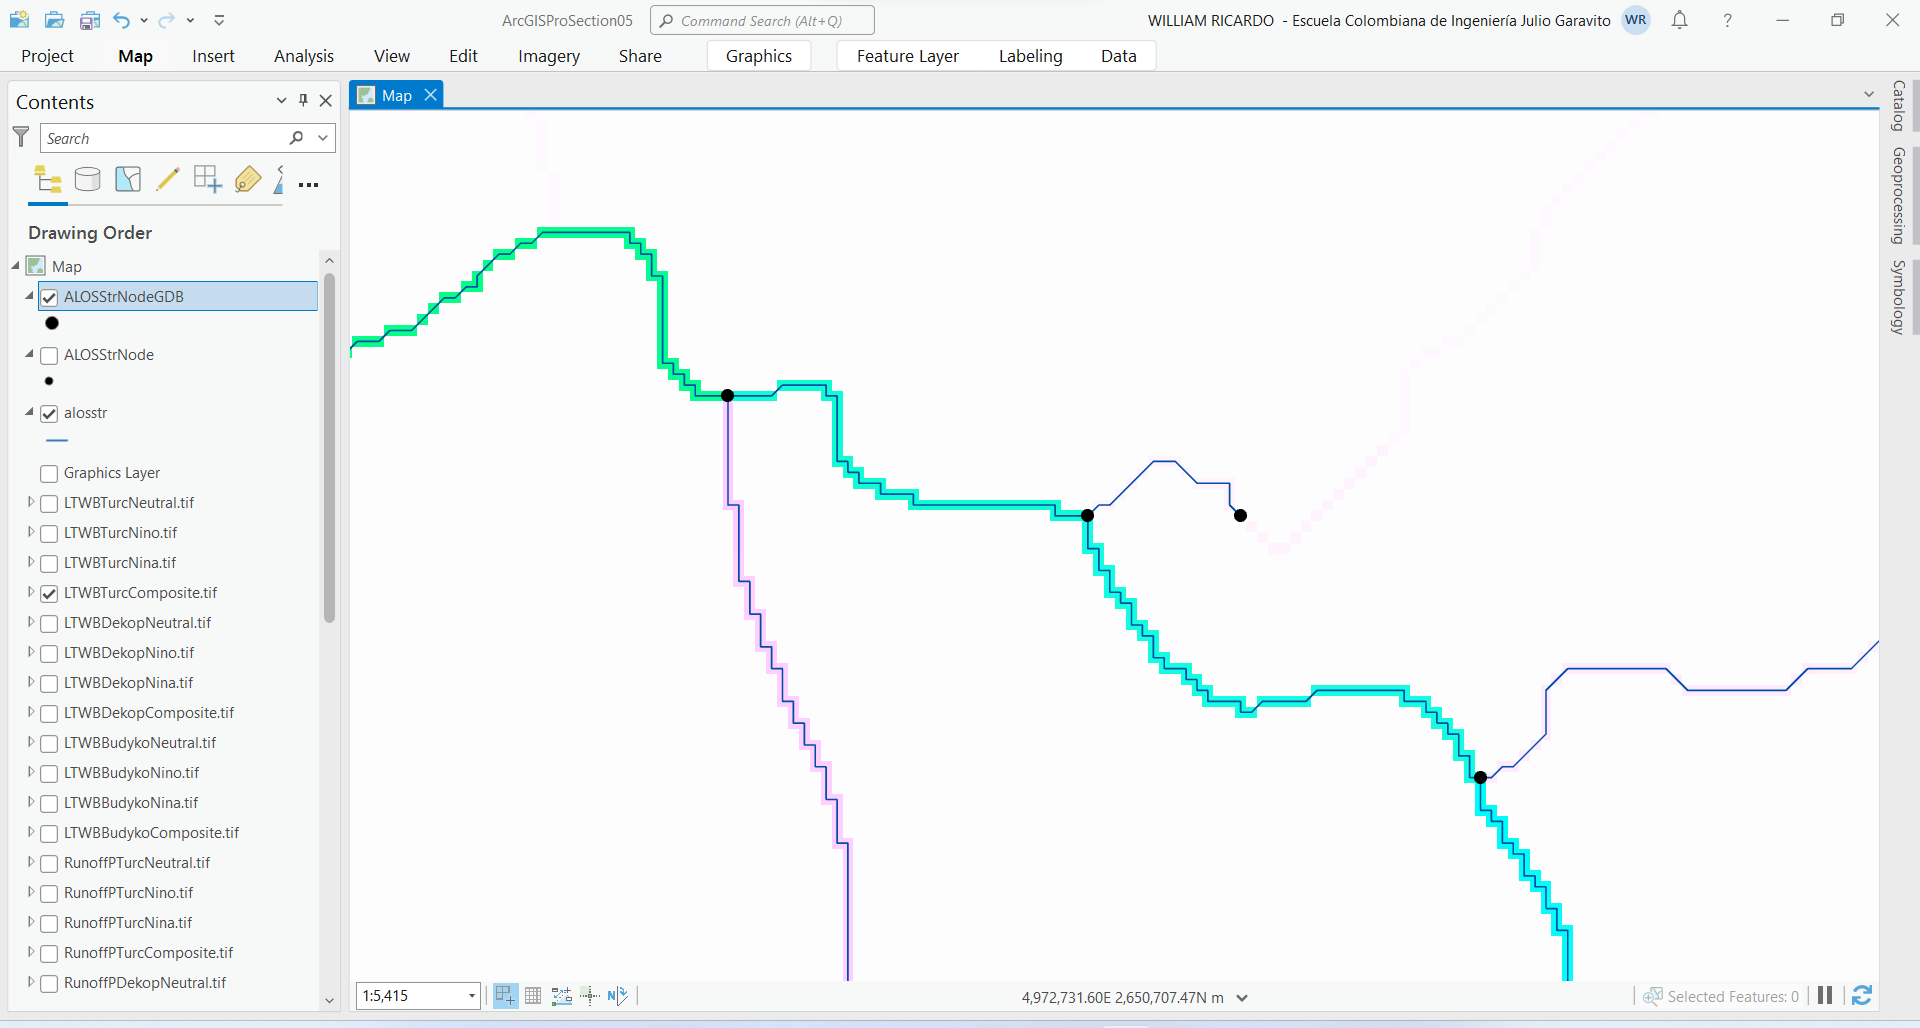 ArcGISProSection05
Command Search (Alt+Q)
WILLIAM RICARDO - Escuela Colombiana de Ingeniería Julio Garavito
WR
?
Project
Map
Insert
Analysis
View
Edit
Imagery
Share
Graphics
Feature Layer
Labeling
Data
Contents
Search
Drawing Order
Map
ALOSStrNodeGDB
ALOSStrNode
alosstr
Graphics Layer
LTWBTurcNeutral.tif
LTWBTurcNino.tif
LTWBTurcNina.tif
LTWBTurcComposite.tif
LTWBDekopNeutral.tif
LTWBDekopNino.tif
LTWBDekopNina.tif
LTWBDekopComposite.tif
LTWBBudykoNeutral.tif
LTWBBudykoNino.tif
LTWBBudykoNina.tif
LTWBBudykoComposite.tif
RunoffPTurcNeutral.tif
RunoffPTurcNino.tif
RunoffPTurcNina.tif
RunoffPTurcComposite.tif
RunoffPDekopNeutral.tif
Map
1:5,415
N
4,972,731.60E 2,650,707.47N m
Selected Features: 0
Catalog
Geoprocessing
Symbology